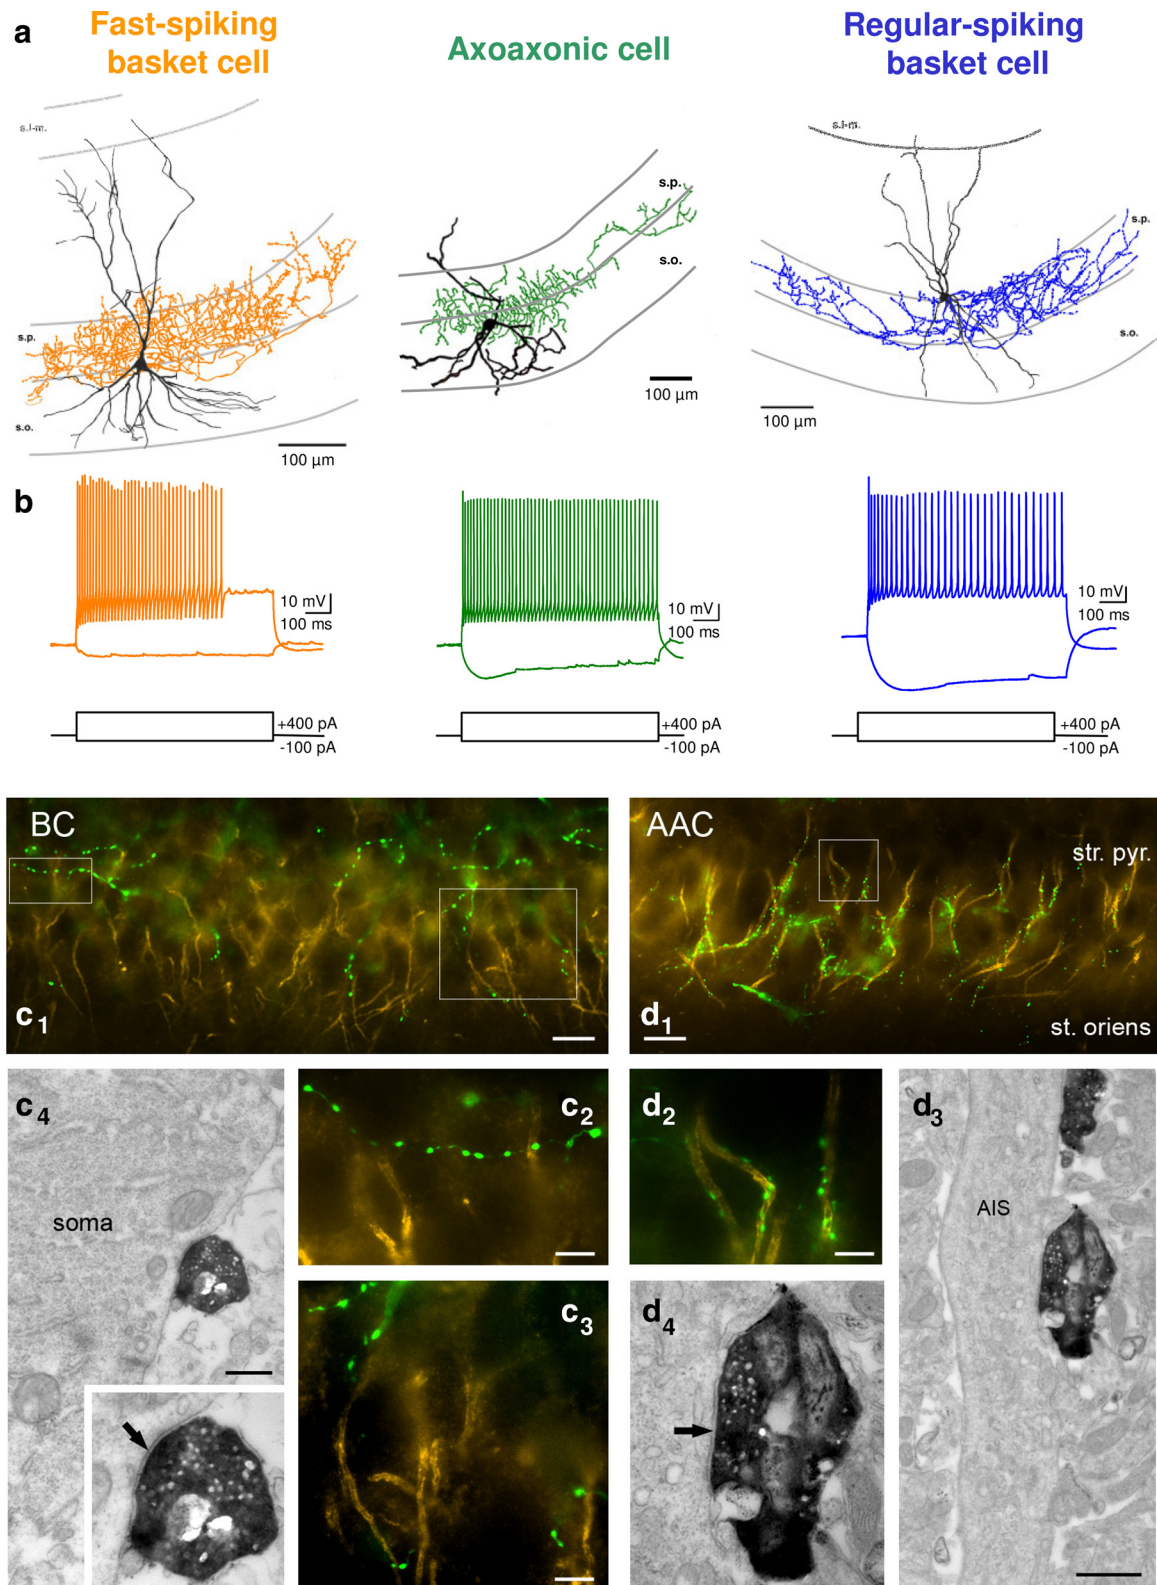 a
Fast-spiking
basket cell
Axoaxonic cell
Regular-spiking
basket cell
s.l-m.
s.p.
s.o.
100 µm
s.p.
s.o.
100 µm
s.l-m.
s.p.
s.o.
100 µm
b
10 mV
100 ms
+400 pA
-100 pA
10 mV
100 ms
+400 pA
-100 pA
10 mV
100 ms
+400 pA
-100 pA
BC
c1
AAC
str. pyr.
d1
st. oriens
c4
soma
c2
c3
d2
d4
d3
AIS